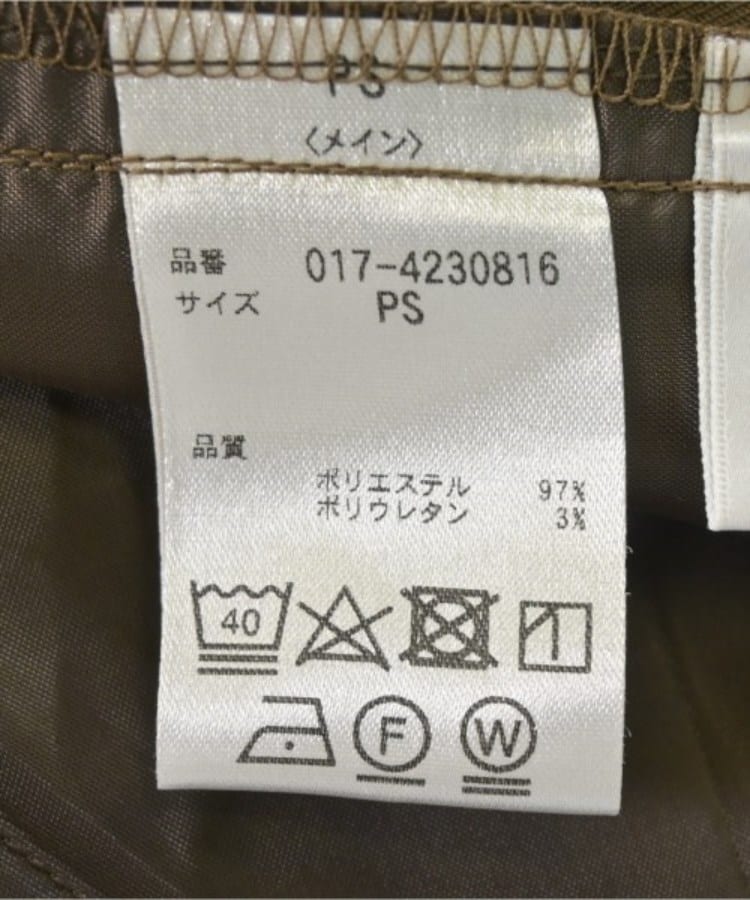 PS
〈メイン〉
品番 017-4230816
サイズ PS
品質
ポリエステル 97%
ポリウレタン 3%
40
F W